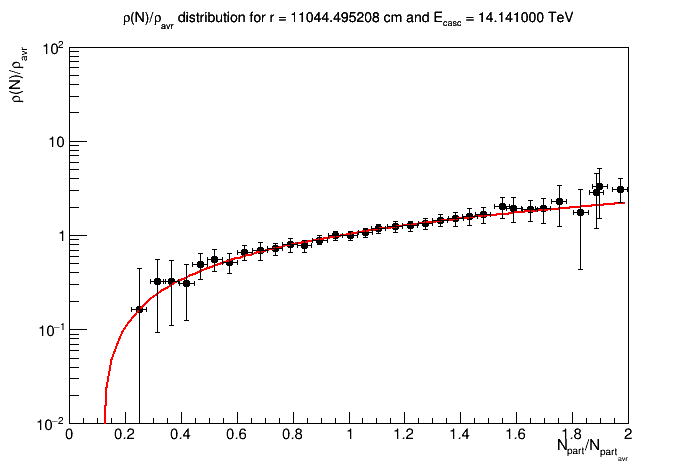 ρ(N)/ρavr distribution for r = 11044.495208 cm and Ecasc = 14.141000 TeV
ρ(N)/ρavr
10²
10
1
10⁻¹
10⁻²
0 0.2 0.4 0.6 0.8 1 1.2 1.4 1.6 1.8 2
Npart/Npartavr